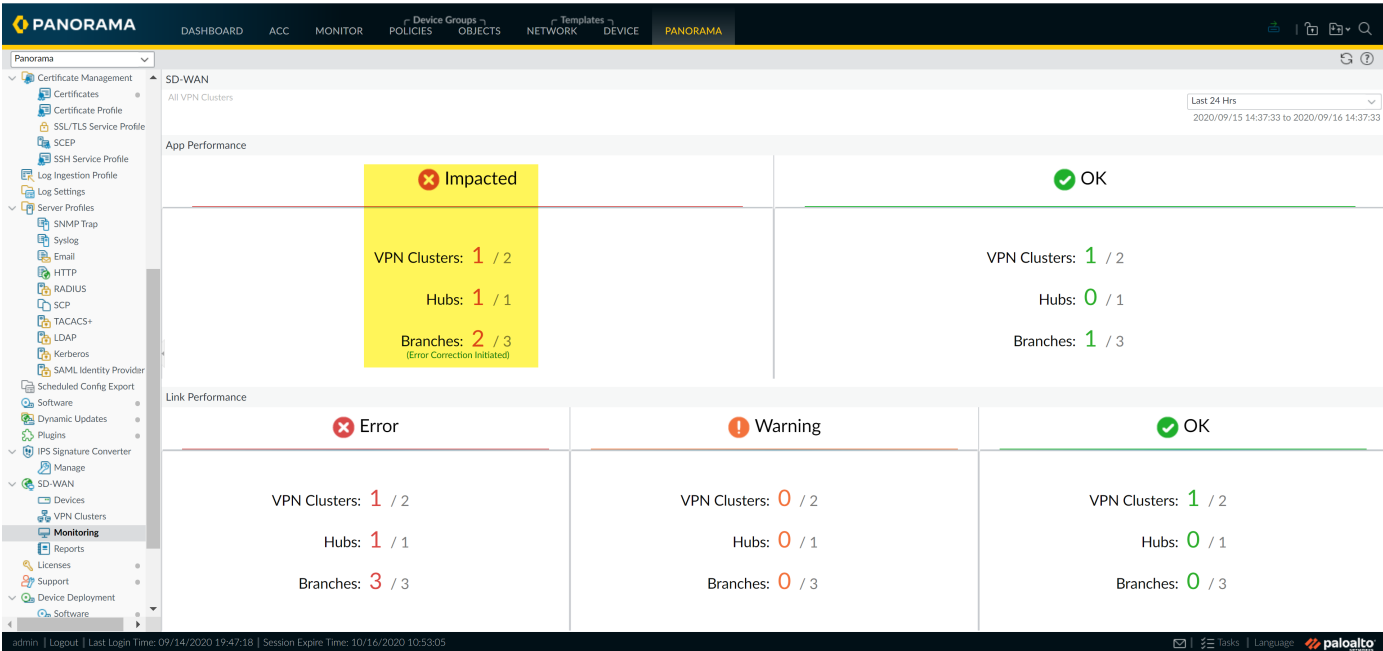 PANORAMA
DASHBOARD
ACC
MONITOR
Device Groups
POLICIES
OBJECTS
Templates
NETWORK
DEVICE
PANORAMA
Panorama
Certificate Management
Certificates
Certificate Profile
SSL/TLS Service Profile
SCEP
SSH Service Profile
Log Ingestion Profile
Log Settings
Server Profiles
SNMP Trap
Syslog
Email
HTTP
RADIUS
SCP
TACACS+
LDAP
Kerberos
SAML Identity Provider
Scheduled Config Export
Software
Dynamic Updates
Plugins
IPS Signature Converter
Manage
SD-WAN
Devices
VPN Clusters
Monitoring
Reports
Licenses
Support
Device Deployment
Software
SD-WAN
All VPN Clusters
Last 24 Hrs
2020/09/15 14:37:33 to 2020/09/16 14:37:33
App Performance
Impacted
VPN Clusters: 1 / 2
Hubs: 1 / 1
Branches: 2 / 3
(Error Correction Initiated)
OK
VPN Clusters: 1 / 2
Hubs: 0 / 1
Branches: 1 / 3
Link Performance
Error
VPN Clusters: 1 / 2
Hubs: 1 / 1
Branches: 3 / 3
Warning
VPN Clusters: 0 / 2
Hubs: 0 / 1
Branches: 0 / 3
OK
VPN Clusters: 1 / 2
Hubs: 0 / 1
Branches: 0 / 3
admin | Logout | Last Login Time: 09/14/2020 19:47:18 | Session Expire Time: 10/16/2020 10:53:05
Tasks | Language
paloalto
NETWORKS